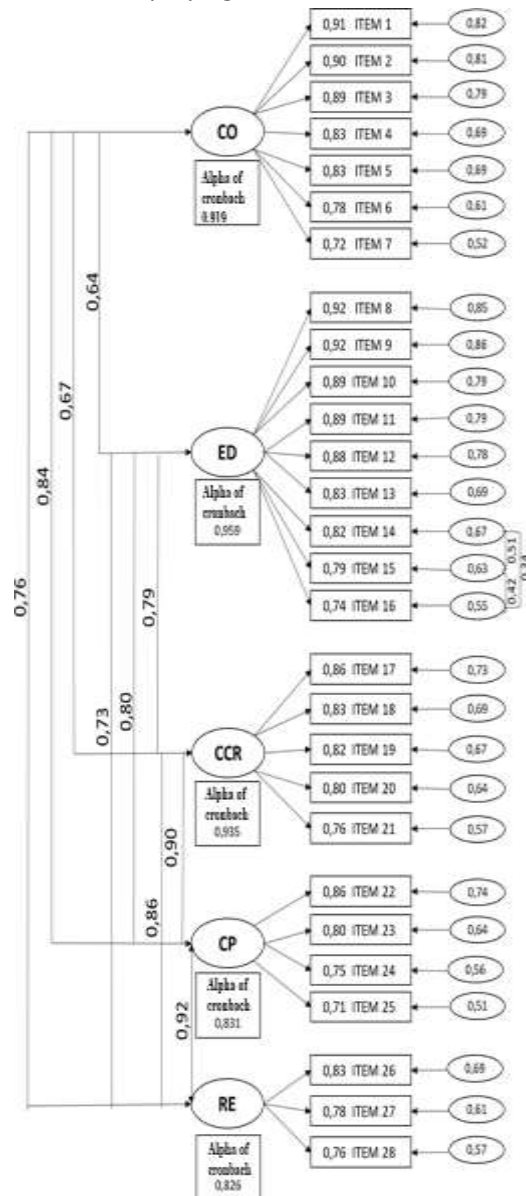 0,91 ITEM 1
0,82
0,90 ITEM 2
0,81
0,89 ITEM 3
0,79
CO
0,83 ITEM 4
0,69
Alpha of
cronbach
0.919
0,83 ITEM 5
0,69
0,78 ITEM 6
0,61
0,72 ITEM 7
0,52
0,64
0,67
0,84
0,76
0,92 ITEM 8
0,85
0,92 ITEM 9
0,86
0,89 ITEM 10
0,79
0,89 ITEM 11
0,79
ED
0,88 ITEM 12
0,78
Alpha of
cronbach
0,959
0,83 ITEM 13
0,69
0,82 ITEM 14
0,67
0,51
0,79 ITEM 15
0,63
0,42
0,74 ITEM 16
0,55
0,79
0,80
0,73
0,86 ITEM 17
0,73
0,83 ITEM 18
0,69
CCR
0,82 ITEM 19
0,67
Alpha of
cronbach
0,935
0,80 ITEM 20
0,64
0,76 ITEM 21
0,57
0,90
0,86
0,86 ITEM 22
0,74
CP
0,80 ITEM 23
0,64
Alpha of
cronbach
0,831
0,75 ITEM 24
0,56
0,71 ITEM 25
0,51
0,92
0,83 ITEM 26
0,69
RE
0,78 ITEM 27
0,61
Alpha of
cronbach
0,826
0,76 ITEM 28
0,57